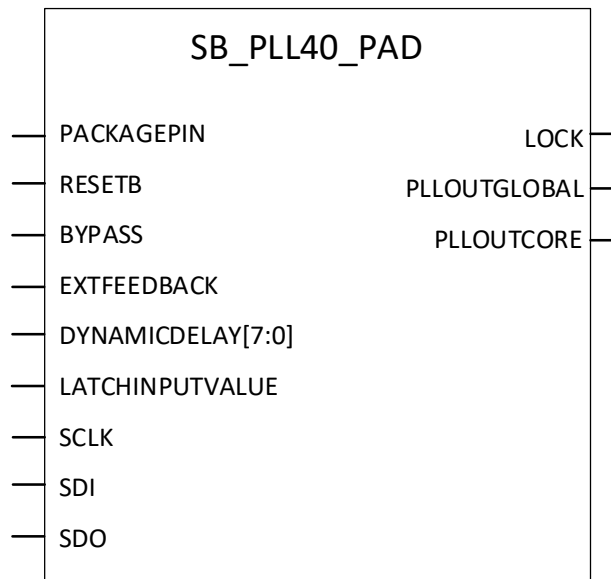 SB_PLL40_PAD
PACKAGEPIN
LOCK
RESETB
PLLOUTGLOBAL
BYPASS
PLLOUTCORE
EXTFEEDBACK
DYNAMICDELAY[7:0]
LATCHINPUTVALUE
SCLK
SDI
SDO